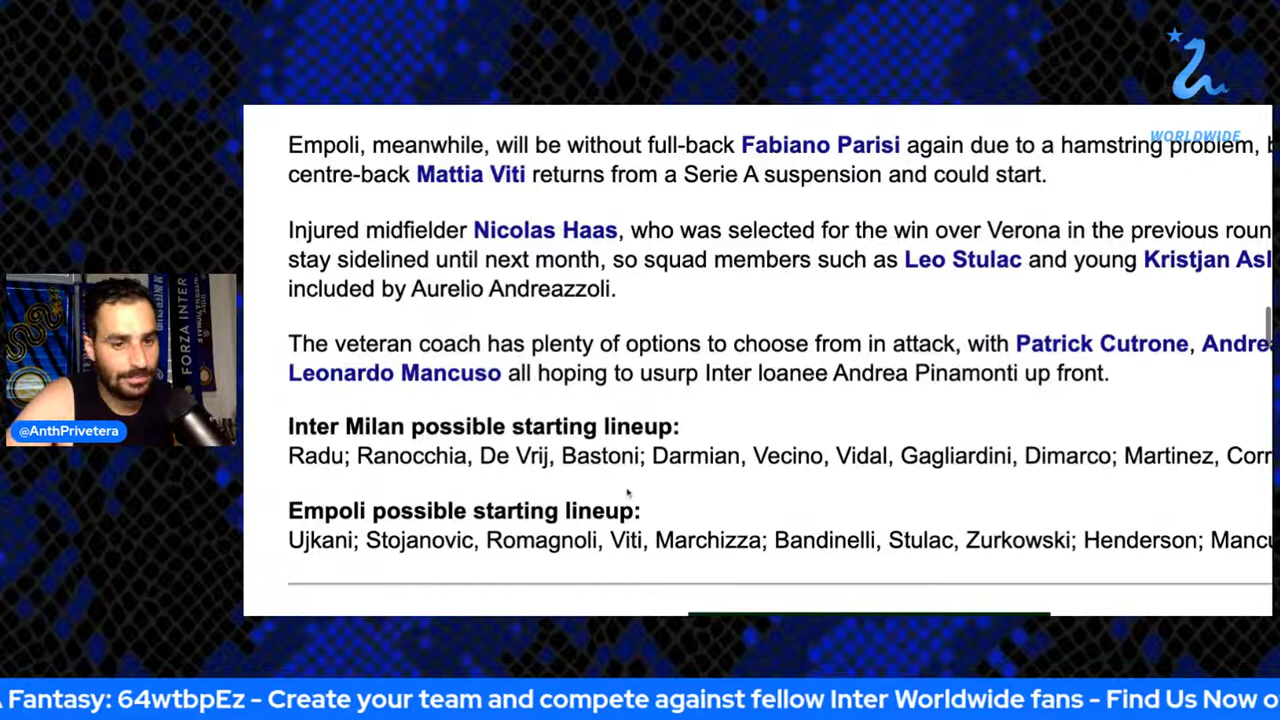 WORLDWIDE
Empoli, meanwhile, will be without full-back Fabiano Parisi again due to a hamstring problem,
centre-back Mattia Viti returns from a Serie A suspension and could start.
Injured midfielder Nicolas Haas, who was selected for the win over Verona in the previous
stay sidelined until next month, so squad members such as Leo Stulac and young Kristjan
included by Aurelio Andreazzoli.
The veteran coach has plenty of options to choose from in attack, with Patrick Cutrone,
Leonardo Mancuso all hoping to usurp Inter loanee Andrea Pinamonti up front.
FORZA INTER
@AnthPrivetera
Inter Milan possible starting lineup:
Radu; Ranocchia, De Vrij, Bastoni; Darmian, Vecino, Vidal, Gagliardini, Dimarco; Martinez,
Empoli possible starting lineup:
Ujkani; Stojanovic, Romagnoli, Viti, Marchizza; Bandinelli, Stulac, Zurkowski; Henderson;
A Fantasy: 64wtbpEz - Create your team and compete against fellow Inter Worldwide fans - Find Us Now